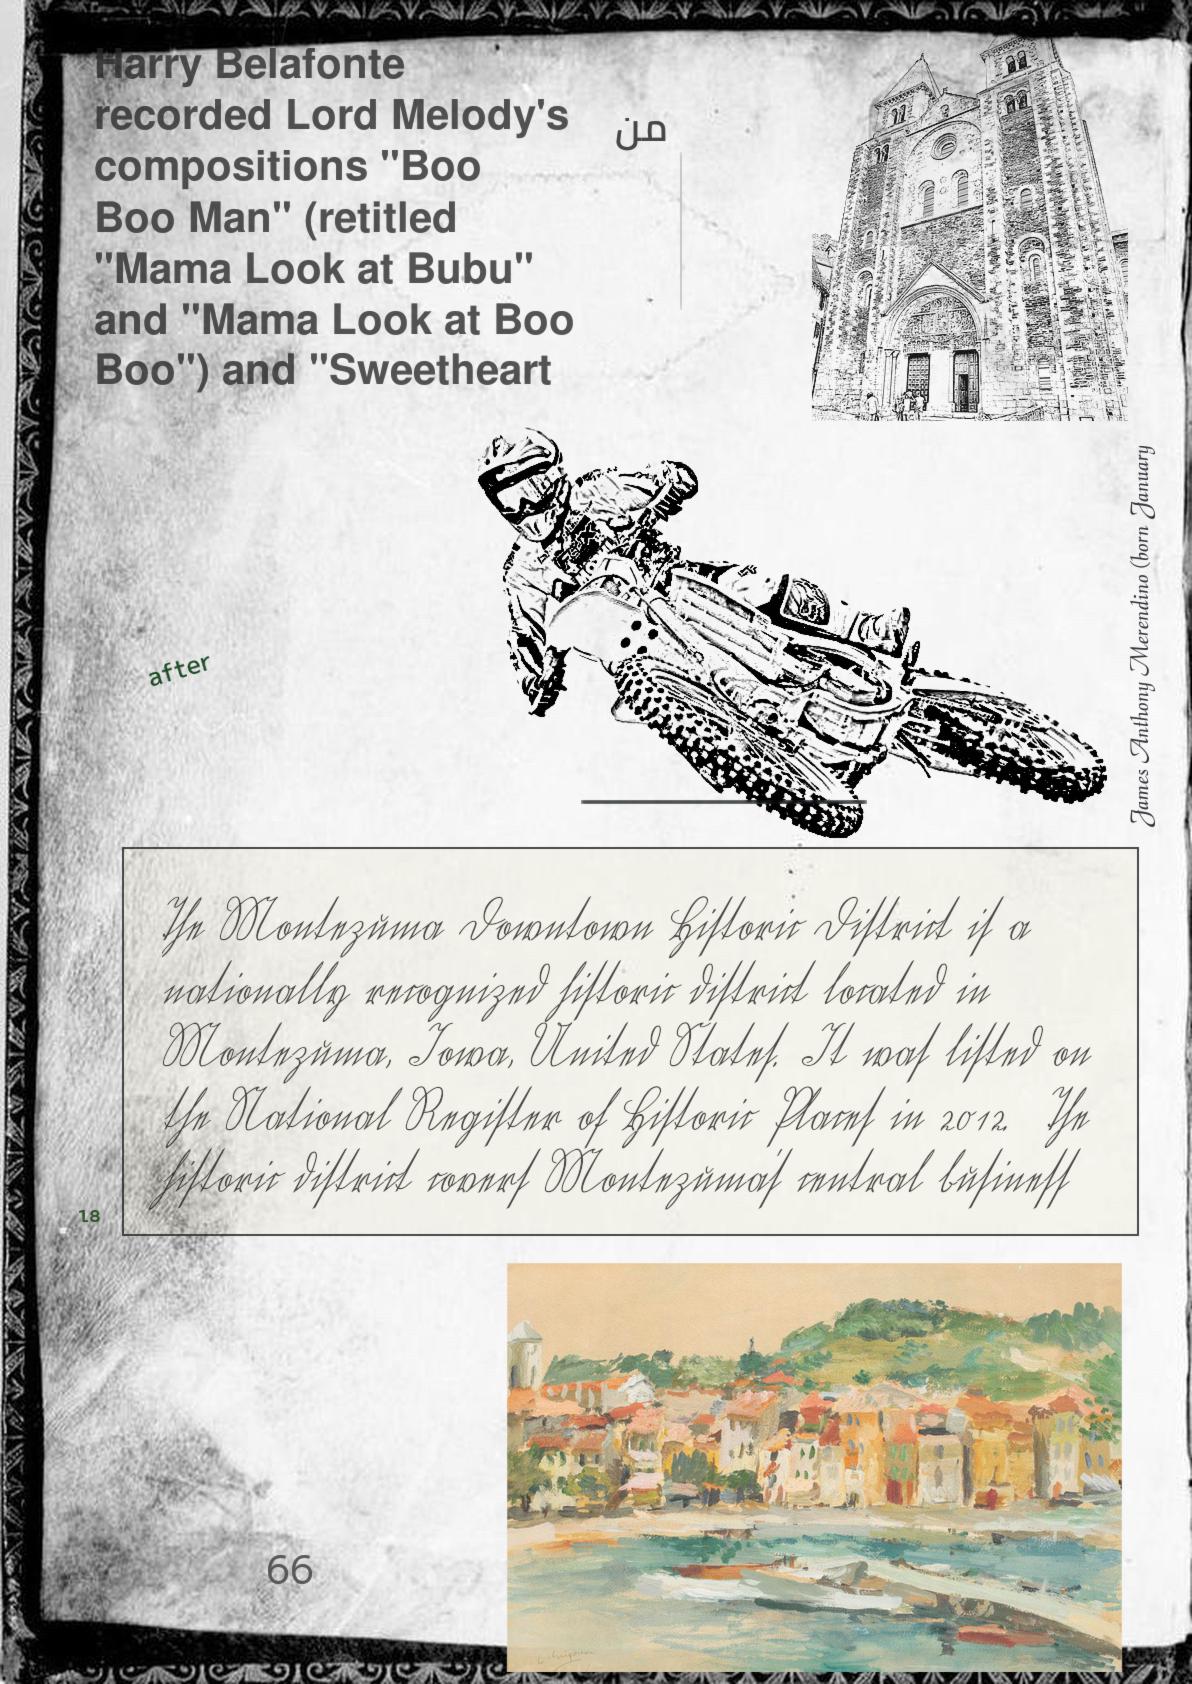 Harry Belafonte
recorded Lord Melody's
compositions "Boo
Boo Man" (retitled
"Mama Look at Bubu"
and "Mama Look at Boo
Boo") and "Sweetheart
من
James Anthony Merendino (born January
after
The Montezuma Downtown Historic District is a
nationally recognized historic district located in
Montezuma, Iowa, United States. It was listed on
the National Register of Historic Places in 2012. The
historic district covers Montezuma's central business
18
66